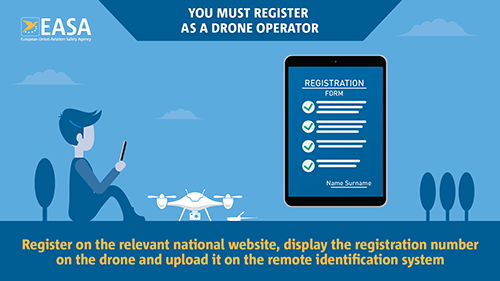 EASA
European Union Aviation Safety Agency
YOU MUST REGISTER
AS A DRONE OPERATOR
REGISTRATION
FORM
Name Surname
Register on the relevant national website, display the registration number
on the drone and upload it on the remote identification system